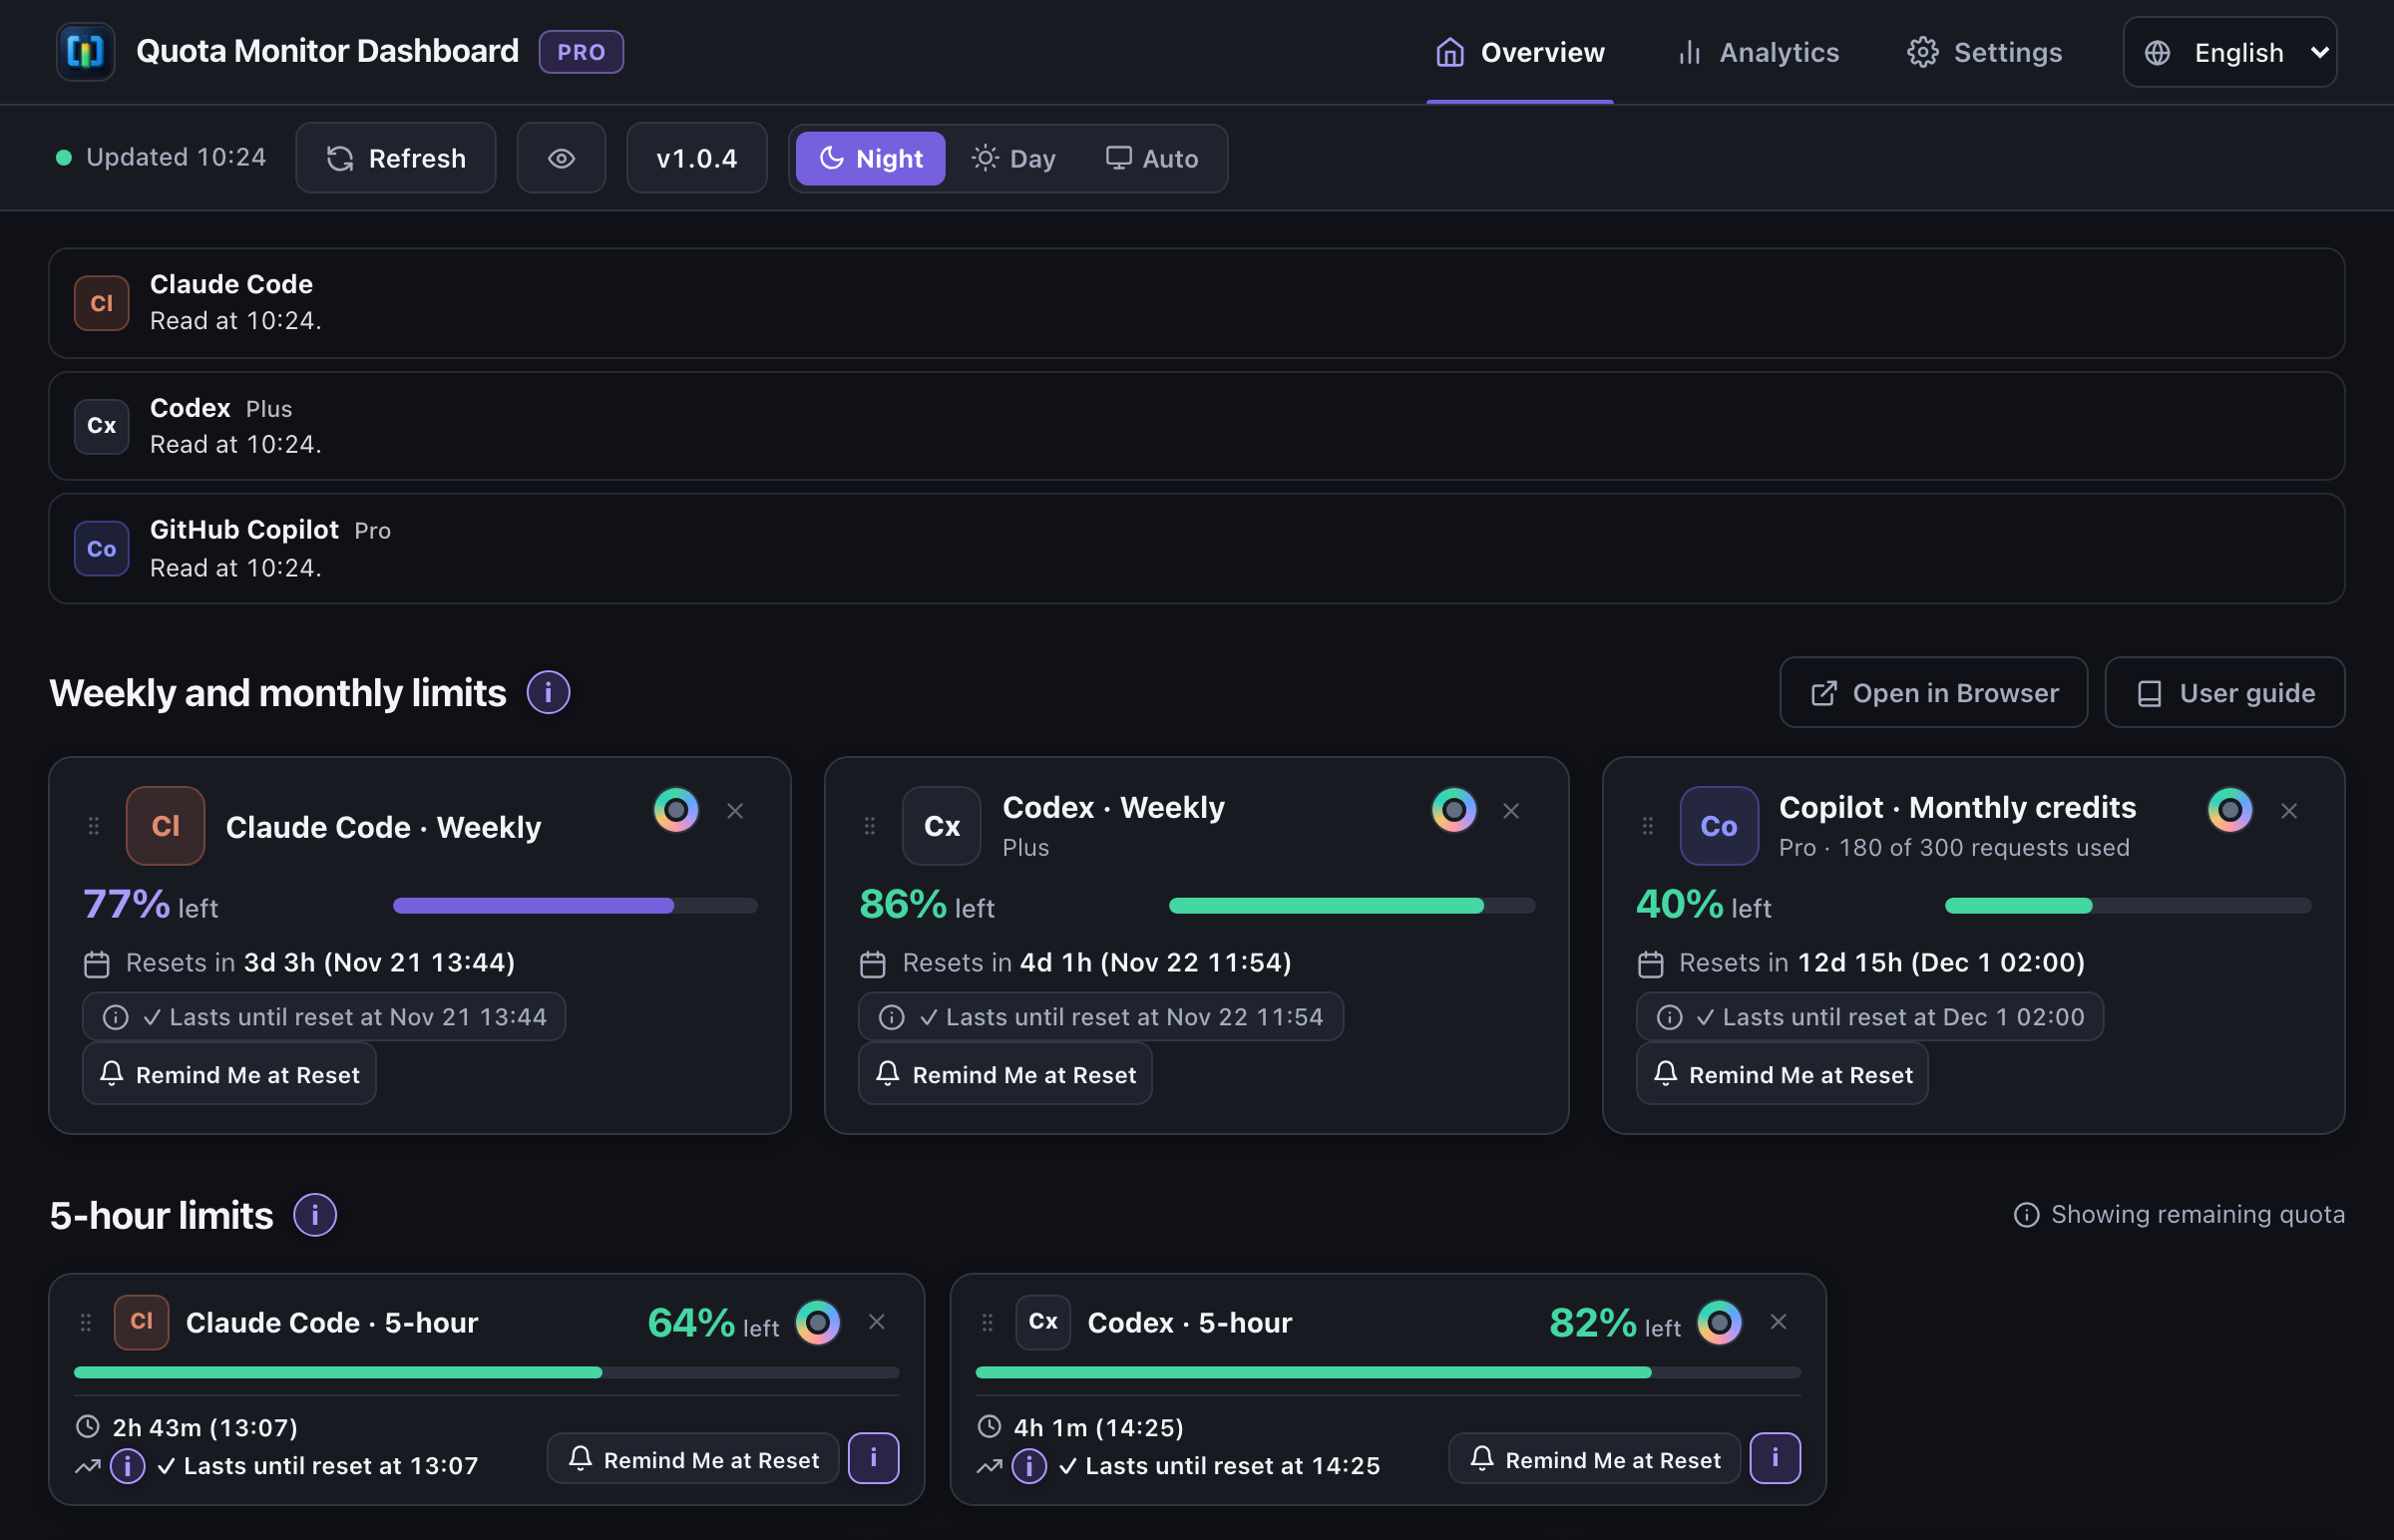 Quota Monitor Dashboard PRO Overview Analytics Settings English
Updated 10:24 Refresh v1.0.4 Night Day Auto
Cl Claude Code
Read at 10:24.
Cx Codex Plus
Read at 10:24.
Co GitHub Copilot Pro
Read at 10:24.
Weekly and monthly limits i Open in Browser User guide
Cl Claude Code · Weekly
77% left
Resets in 3d 3h (Nov 21 13:44)
✓ Lasts until reset at Nov 21 13:44
Remind Me at Reset
Cx Codex · Weekly
Plus
86% left
Resets in 4d 1h (Nov 22 11:54)
✓ Lasts until reset at Nov 22 11:54
Remind Me at Reset
Co Copilot · Monthly credits
Pro · 180 of 300 requests used
40% left
Resets in 12d 15h (Dec 1 02:00)
✓ Lasts until reset at Dec 1 02:00
Remind Me at Reset
5-hour limits i Showing remaining quota
Cl Claude Code · 5-hour 64% left
2h 43m (13:07)
i ✓ Lasts until reset at 13:07 Remind Me at Reset i
Cx Codex · 5-hour 82% left
4h 1m (14:25)
i ✓ Lasts until reset at 14:25 Remind Me at Reset i